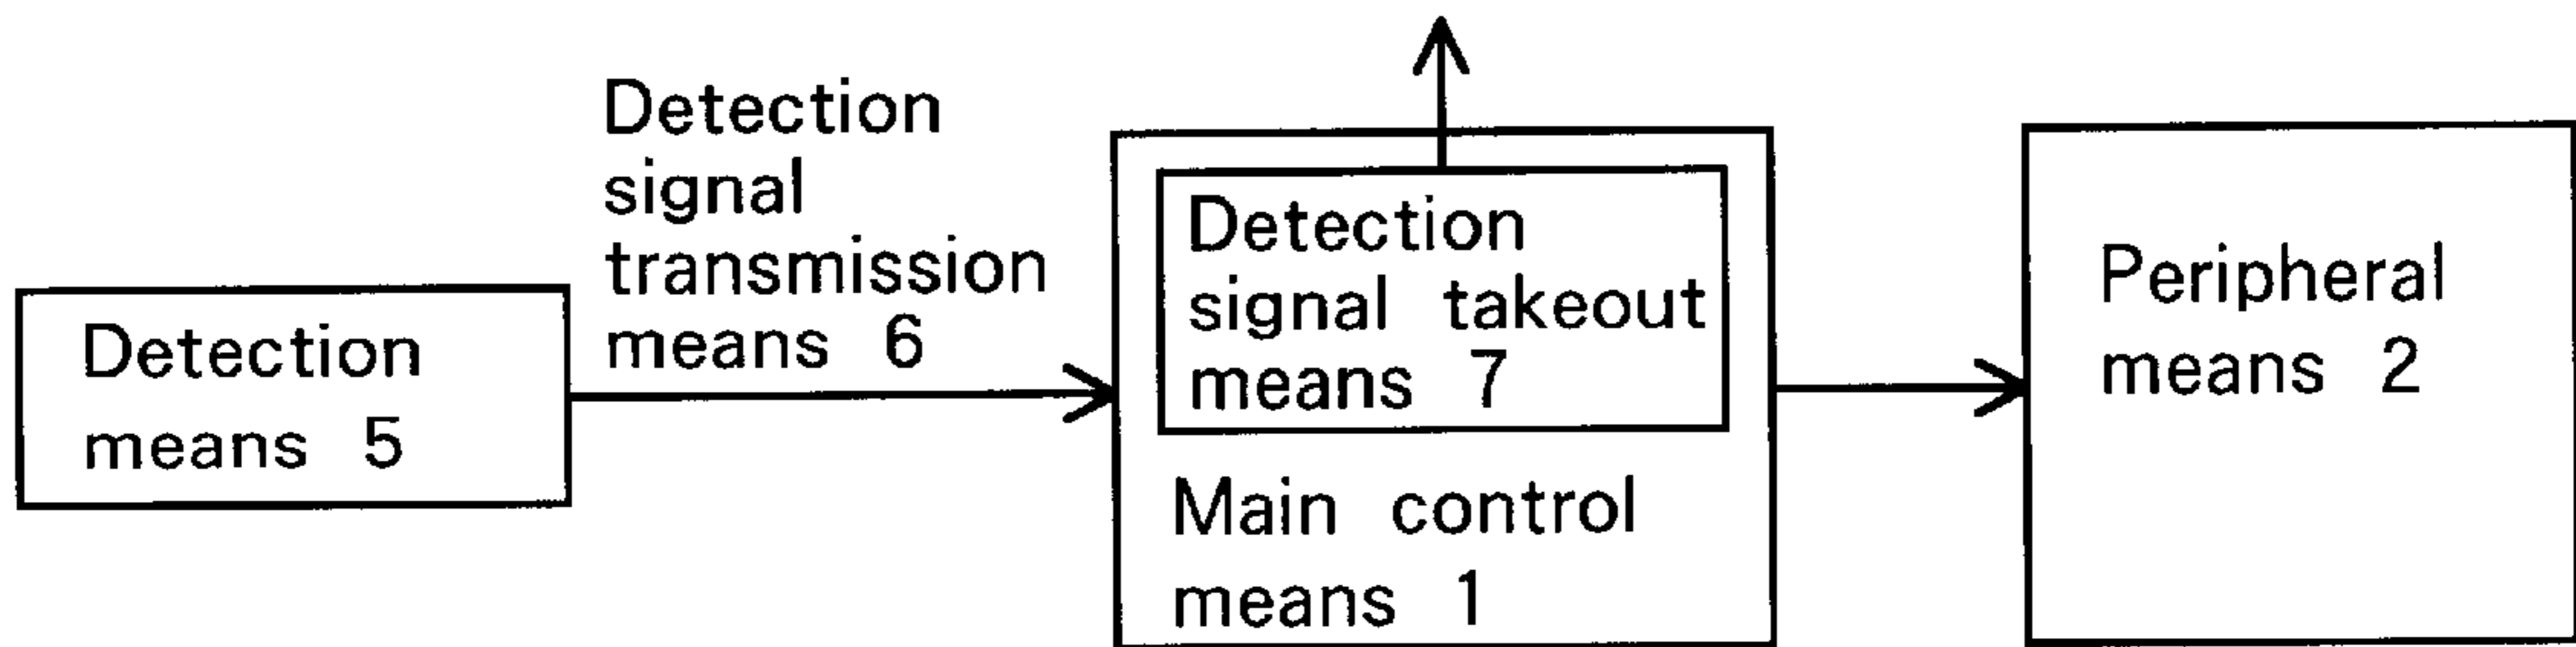 Detection
means 5
Detection
signal
transmission
means 6
Detection
signal takeout
means 7
Main control
means 1
Peripheral
means 2